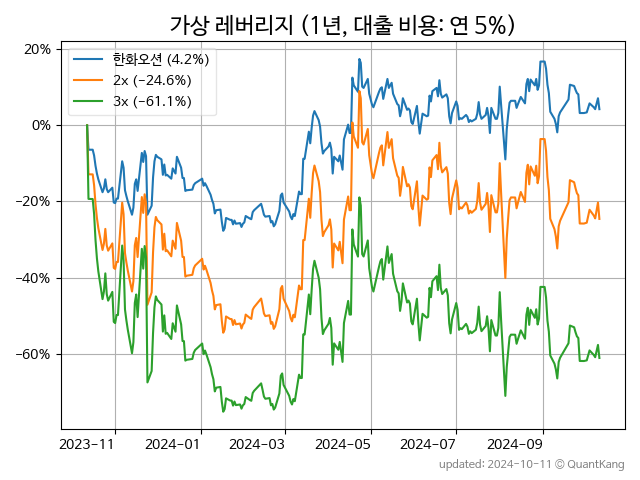 가상 레버리지 (1년, 대출 비용: 연 5%)
한화오션 (4.2%)
2x (−24.6%)
3x (−61.1%)
20%
0%
−20%
−40%
−60%
2023−11 2024−01 2024−03 2024−05 2024−07 2024−09
updated: 2024-10-11 © QuantKang